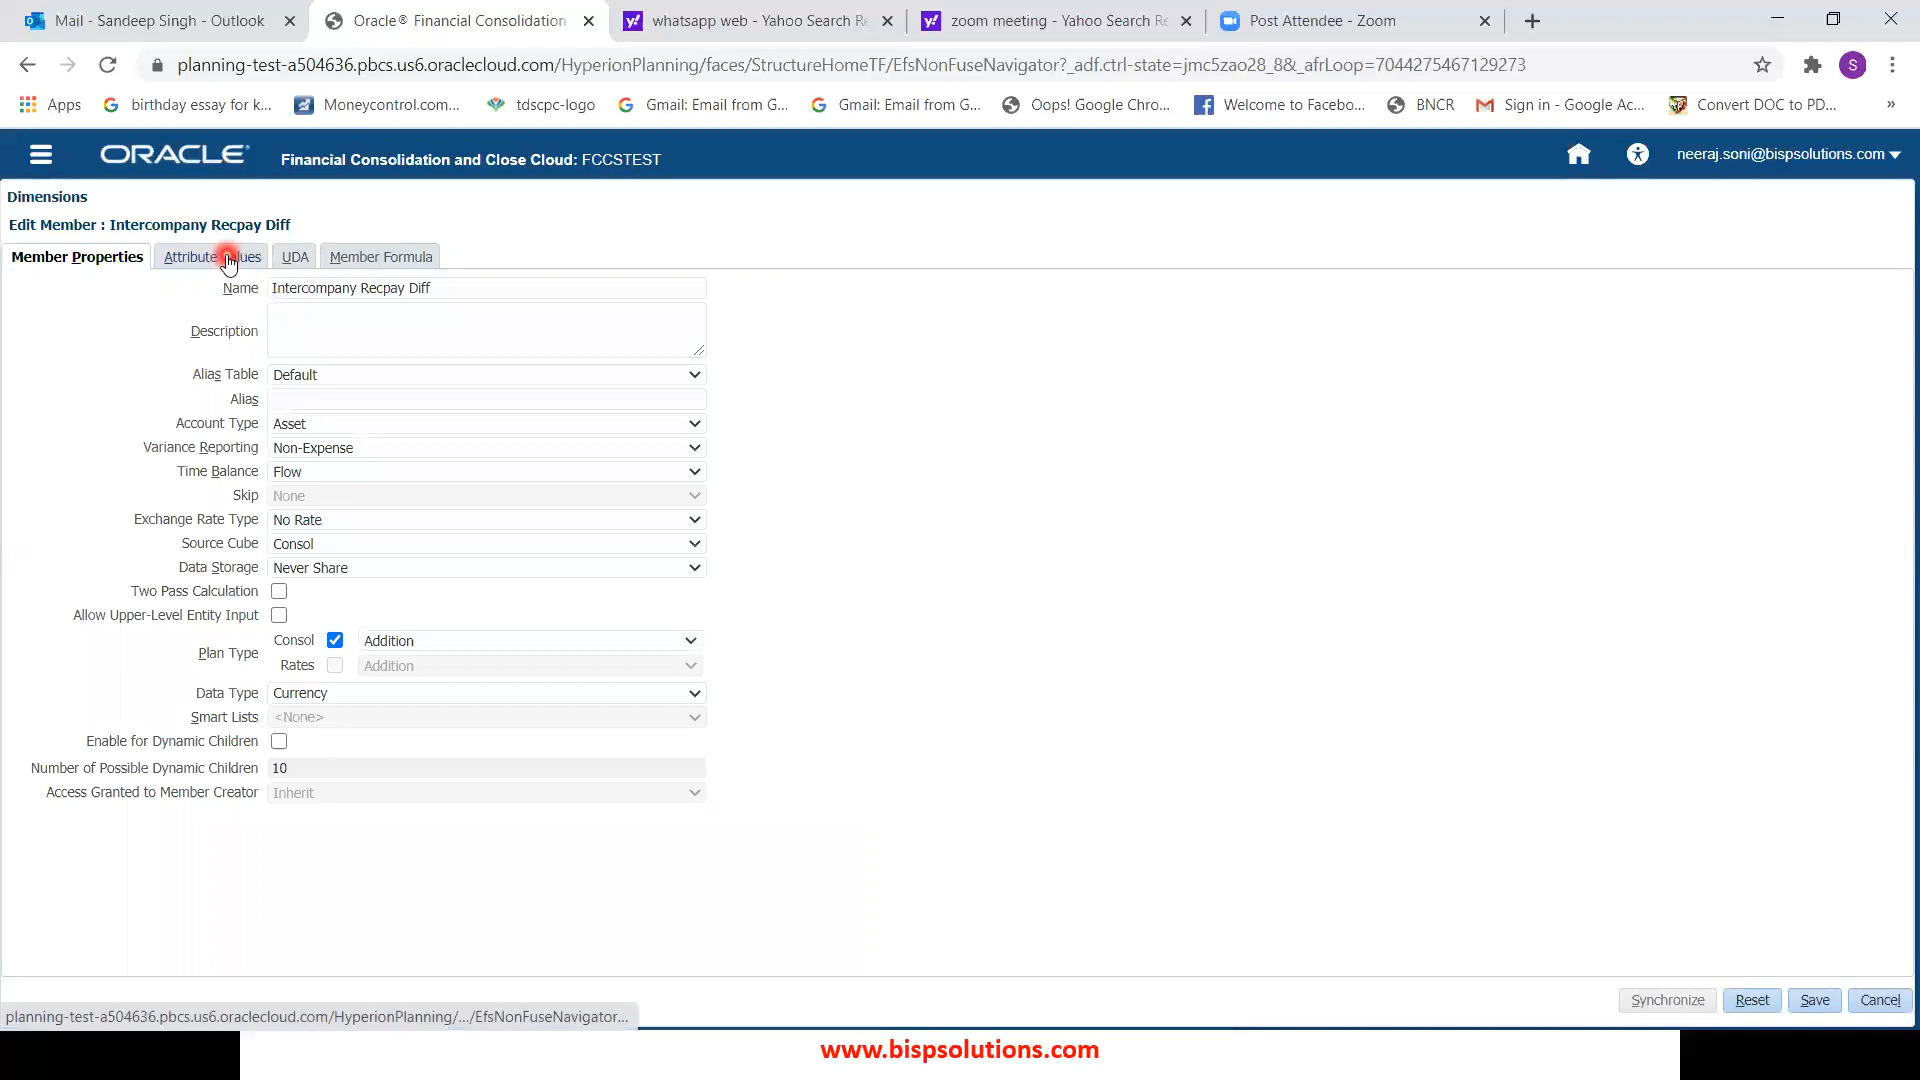 Mail - Sandeep Singh - Outlook
Oracle® Financial Consolidation
whatsapp web - Yahoo Search Re
zoom meeting - Yahoo Search Re
Post Attendee - Zoom
planning-test-a504636.pbcs.us6.oraclecloud.com/HyperionPlanning/faces/StructureHomeTF/EfsNonFuseNavigator?_adf.ctrl-state=jmc5zao28_8&_afrLoop=7044275467129273
S
Apps
birthday essay for k...
Moneycontrol.com...
tdscpc-logo
Gmail: Email from G...
Gmail: Email from G...
Oops! Google Chro...
Welcome to Facebo...
BNCR
Sign in - Google Ac...
Convert DOC to PD...
»
ORACLE
Financial Consolidation and Close Cloud: FCCSTEST
neeraj.soni@bispsolutions.com
Dimensions
Edit Member : Intercompany Recpay Diff
Member Properties
Attribute Values
UDA
Member Formula
Name Intercompany Recpay Diff
Description
Alias Table Default
Alias
Account Type Asset
Variance Reporting Non-Expense
Time Balance Flow
Skip None
Exchange Rate Type No Rate
Source Cube Consol
Data Storage Never Share
Two Pass Calculation
Allow Upper-Level Entity Input
Plan Type
Consol Addition
Rates Addition
Data Type Currency
Smart Lists <None>
Enable for Dynamic Children
Number of Possible Dynamic Children 10
Access Granted to Member Creator Inherit
Synchronize Reset Save Cancel
planning-test-a504636.pbcs.us6.oraclecloud.com/HyperionPlanning/.../EfsNonFuseNavigator...
www.bispsolutions.com